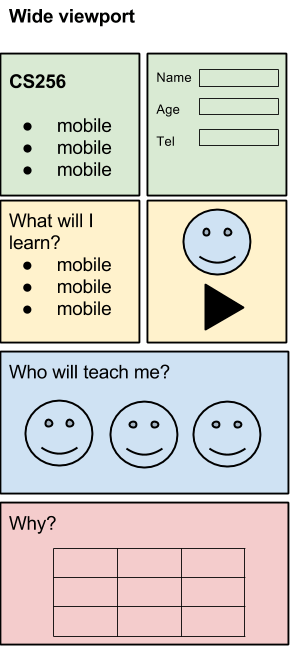 Wide viewport
CS256
● mobile
● mobile
● mobile
Name
Age
Tel
What will I
learn?
● mobile
● mobile
● mobile
Who will teach me?
Why?